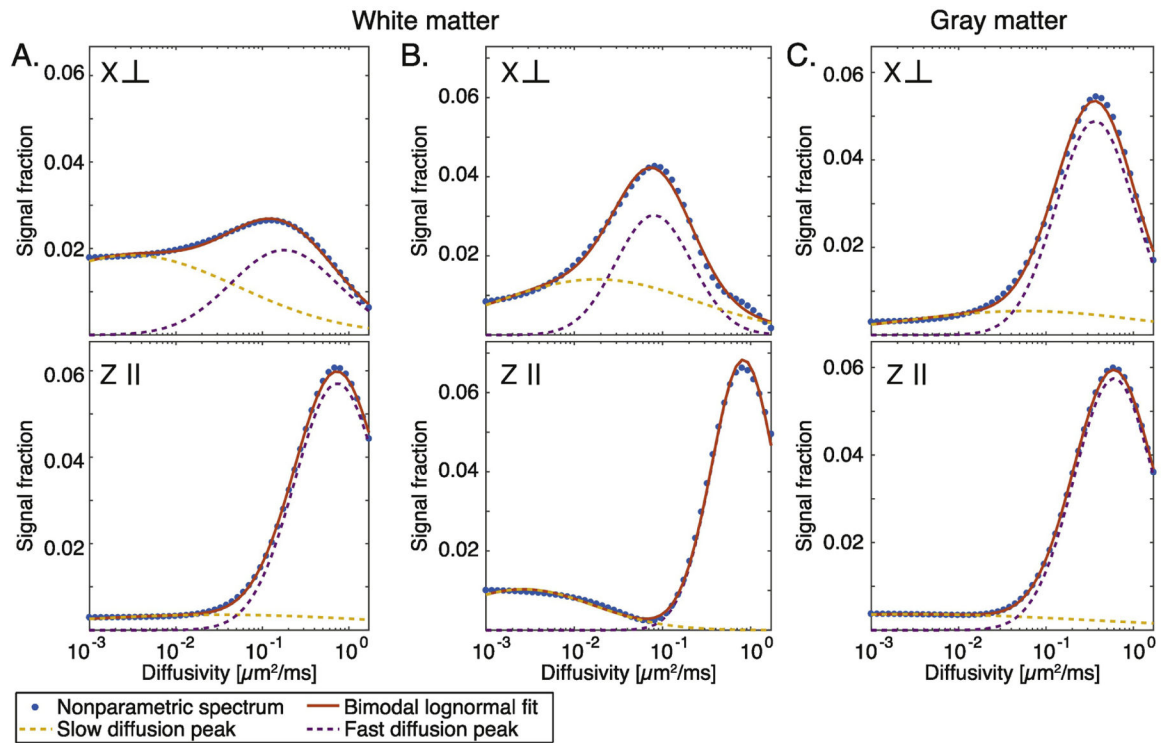 White matter
Gray matter
A.
X⊥
0.06
0.04
0.02
Signal fraction
B.
X⊥
0.06
0.04
0.02
Signal fraction
C.
X⊥
0.06
0.04
0.02
Signal fraction
Z ||
0.06
0.04
0.02
Signal fraction
10⁻³ 10⁻² 10⁻¹ 10⁰
Diffusivity [µm²/ms]
Z ||
0.06
0.04
0.02
Signal fraction
10⁻³ 10⁻² 10⁻¹ 10⁰
Diffusivity [µm²/ms]
Z ||
0.06
0.04
0.02
Signal fraction
10⁻³ 10⁻² 10⁻¹ 10⁰
Diffusivity [µm²/ms]
Nonparametric spectrum
Bimodal lognormal fit
Slow diffusion peak
Fast diffusion peak